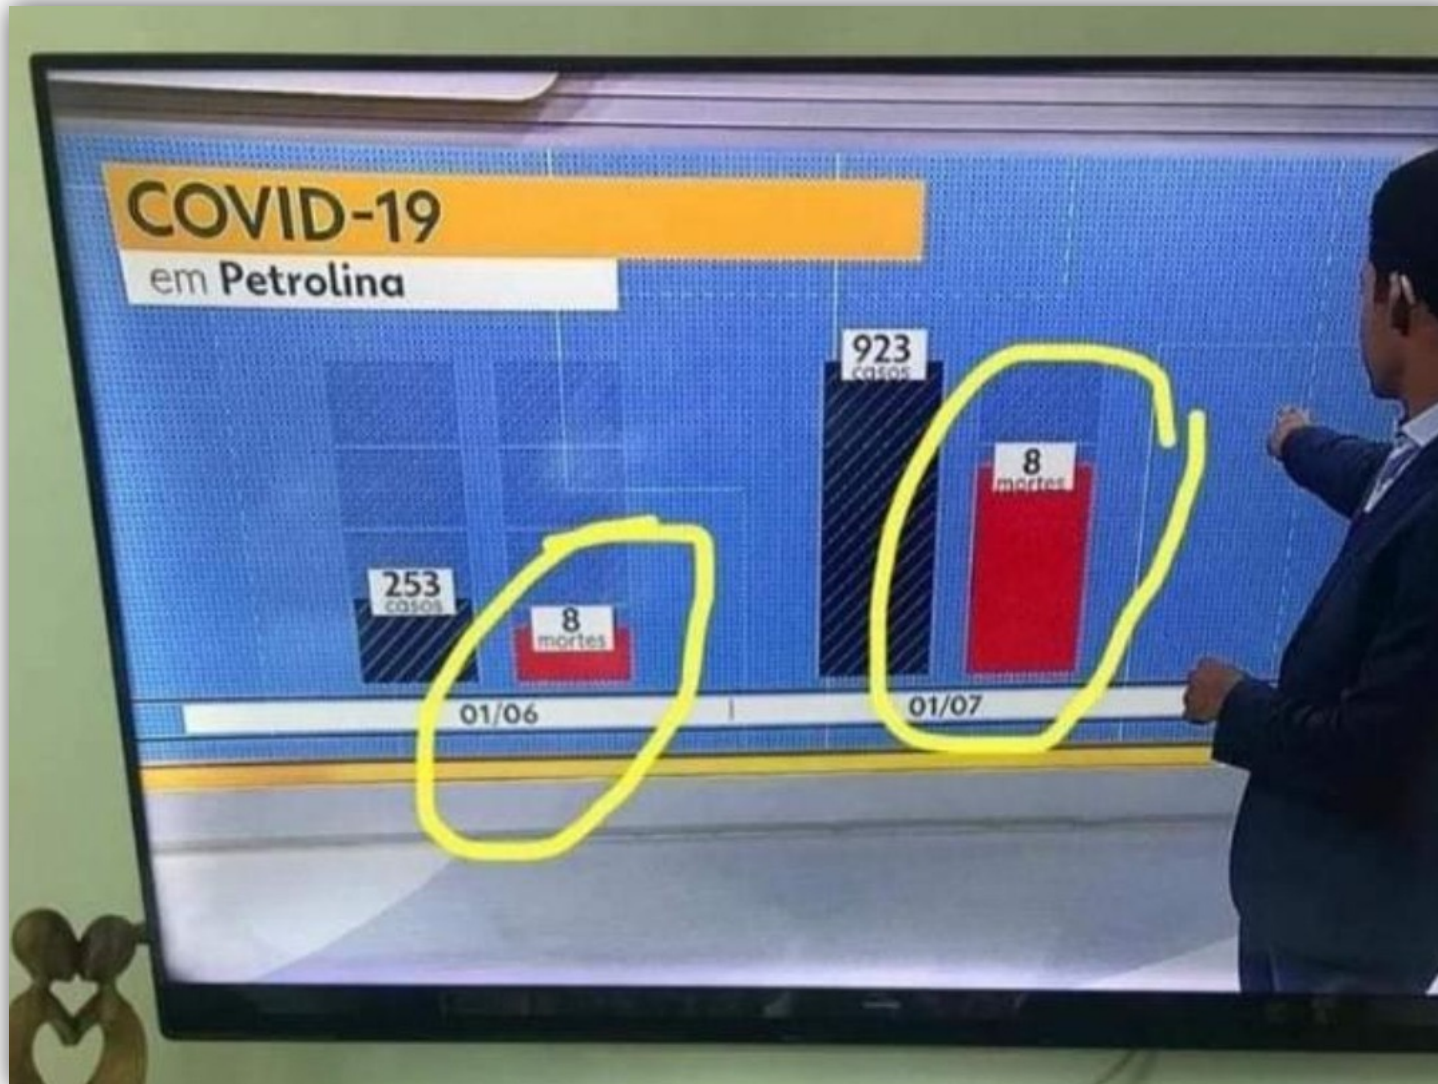 COVID-19
em Petrolina
253
casos
8
mortes
923
casos
8
mortes
01/06
01/07